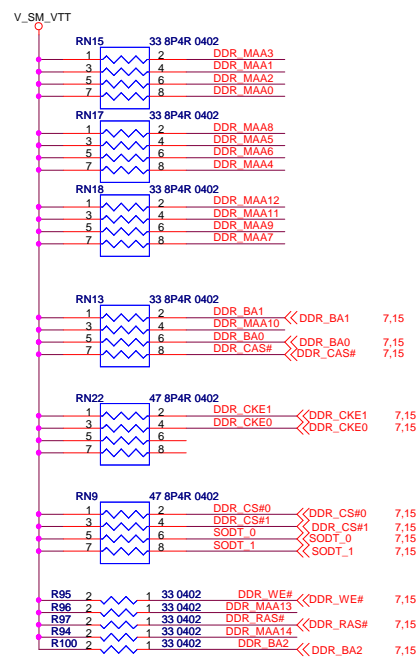 V_SM_VTT
RN15 33 8P4R 0402
1 2 DDR_MAA3
3 4 DDR_MAA1
5 6 DDR_MAA2
7 8 DDR_MAA0
RN17 33 8P4R 0402
1 2 DDR_MAA8
3 4 DDR_MAA5
5 6 DDR_MAA6
7 8 DDR_MAA4
RN18 33 8P4R 0402
1 2 DDR_MAA12
3 4 DDR_MAA11
5 6 DDR_MAA9
7 8 DDR_MAA7
RN13 33 8P4R 0402
1 2 DDR_BA1 DDR_BA1 7,15
3 4 DDR_MAA10
5 6 DDR_BA0 DDR_BA0 7,15
7 8 DDR_CAS# DDR_CAS# 7,15
RN22 47 8P4R 0402
1 2 DDR_CKE1 DDR_CKE1 7,15
3 4 DDR_CKE0 DDR_CKE0 7,15
5 6
7 8
RN9 47 8P4R 0402
1 2 DDR_CS#0 DDR_CS#0 7,15
3 4 DDR_CS#1 DDR_CS#1 7,15
5 6 SODT_0 SODT_0 7,15
7 8 SODT_1 SODT_1 7,15
R95 2 1 33 0402 DDR_WE# DDR_WE# 7,15
R96 2 1 33 0402 DDR_MAA13
R97 2 1 33 0402 DDR_RAS# DDR_RAS# 7,15
R94 2 1 33 0402 DDR_MAA14
R100 2 1 33 0402 DDR_BA2 DDR_BA2 7,15